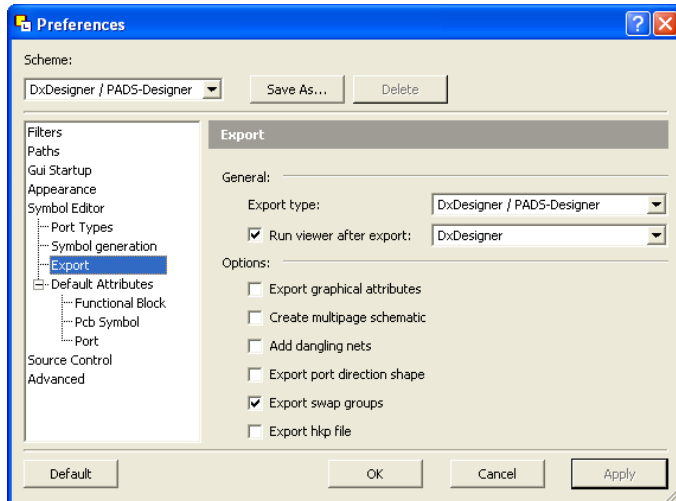 Preferences
Scheme:
DxDesigner / PADS-Designer
Save As...
Delete
Filters
Paths
Gui Startup
Appearance
Symbol Editor
Port Types
Symbol generation
Export
Default Attributes
Functional Block
Pcb Symbol
Port
Source Control
Advanced
Export
General:
Export type: DxDesigner / PADS-Designer
Run viewer after export: DxDesigner
Options:
Export graphical attributes
Create multipage schematic
Add dangling nets
Export port direction shape
Export swap groups
Export hkp file
Default
OK
Cancel
Apply